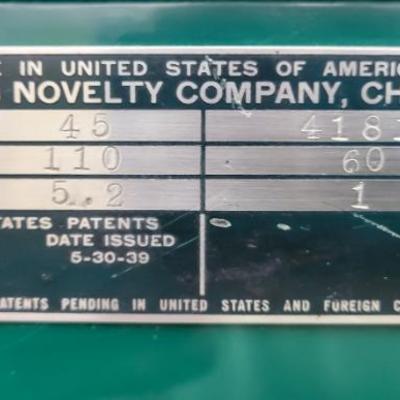 IN UNITED STATES OF AMERIC
NOVELTY COMPANY, CH
45 4181
110 60
5.2 1
TATES PATENTS
DATE ISSUED
5-30-39
ATENTS PENDING IN UNITED STATES AND FOREIGN C